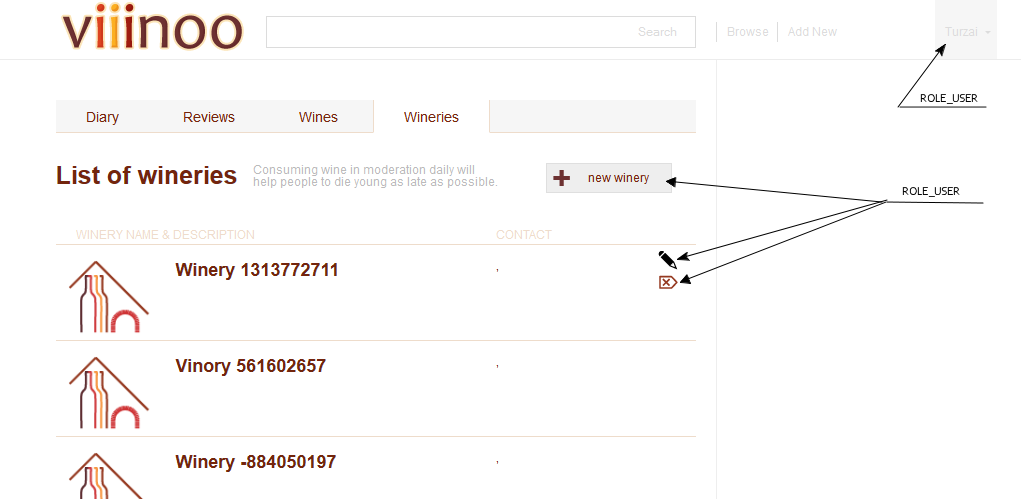 viiinoo
Search
Browse
Add New
Turzai
ROLE_USER
Diary
Reviews
Wines
Wineries
List of wineries
Consuming wine in moderation daily will
help people to die young as late as possible.
new winery
ROLE_USER
WINERY NAME & DESCRIPTION
CONTACT
Winery 1313772711
,
Vinory 561602657
,
Winery -884050197
,